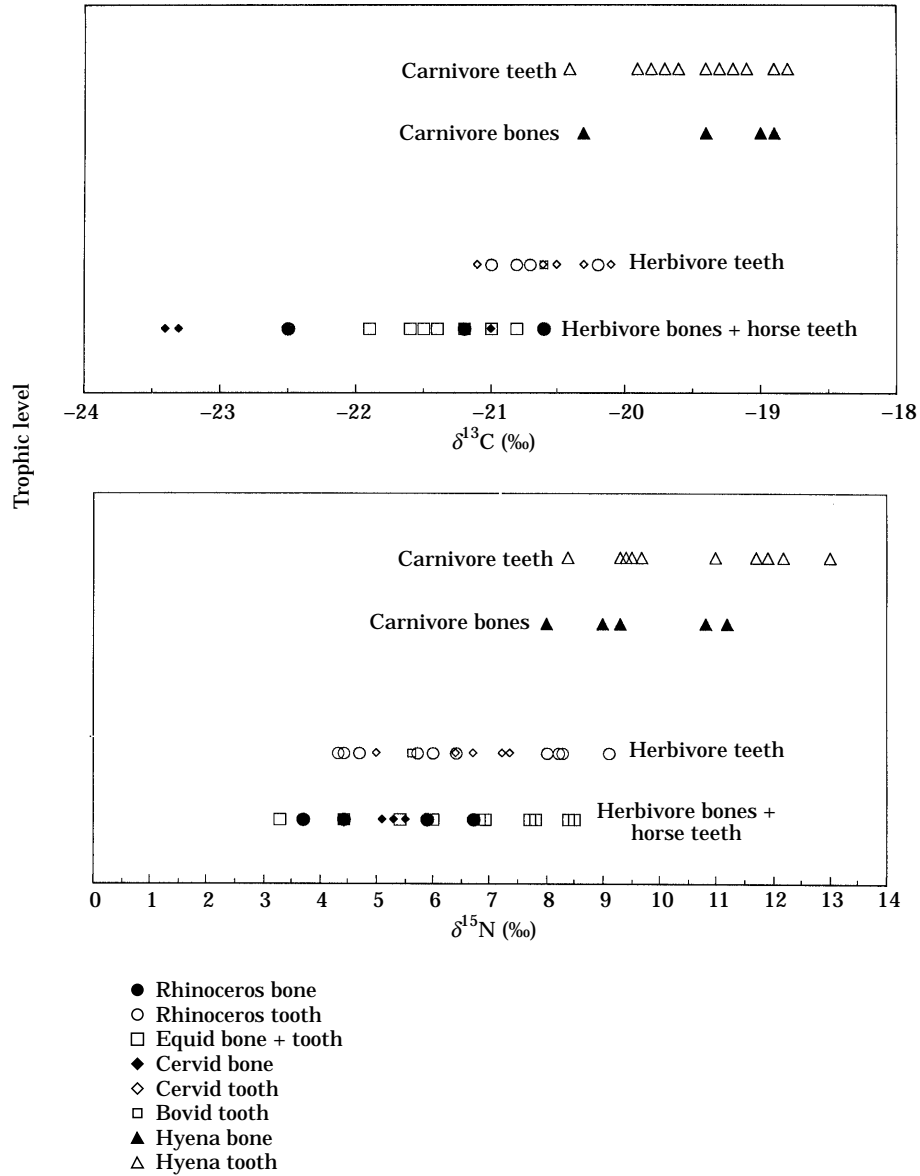 Carnivore teeth
Carnivore bones
Herbivore teeth
Herbivore bones + horse teeth
−24 −23 −22 −21 −20 −19 −18
δ¹³C (‰)
Trophic level
Carnivore teeth
Carnivore bones
Herbivore teeth
Herbivore bones +
horse teeth
0 1 2 3 4 5 6 7 8 9 10 11 12 13 14
δ¹⁵N (‰)
Rhinoceros bone
Rhinoceros tooth
Equid bone + tooth
Cervid bone
Cervid tooth
Bovid tooth
Hyena bone
Hyena tooth